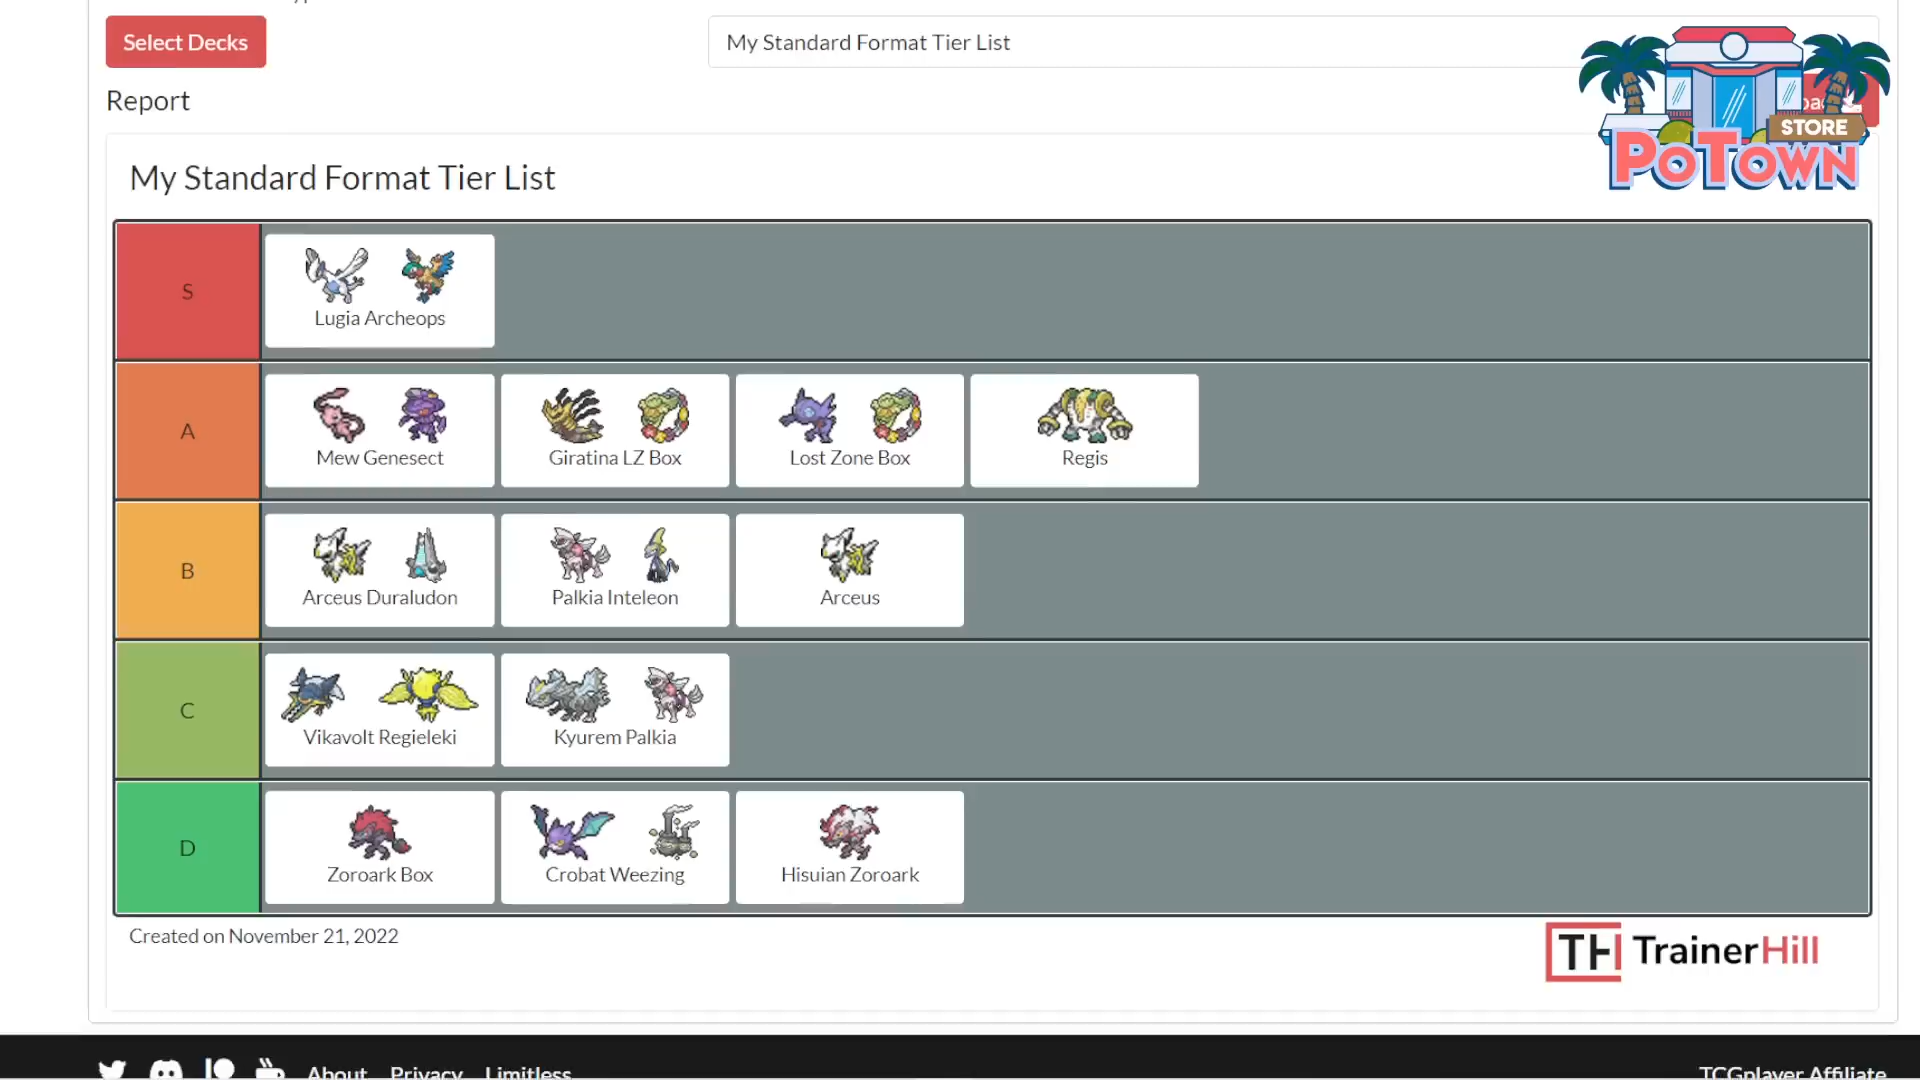 Select Decks
My Standard Format Tier List
Report
STORE
PoTown
My Standard Format Tier List
S
Lugia Archeops
A
Mew Genesect
Giratina LZ Box
Lost Zone Box
Regis
B
Arceus Duraludon
Palkia Inteleon
Arceus
C
Vikavolt Regieleki
Kyurem Palkia
D
Zoroark Box
Crobat Weezing
Hisuian Zoroark
Created on November 21, 2022
TH TrainerHill
About Privacy Limitless
TCGplayer Affiliate